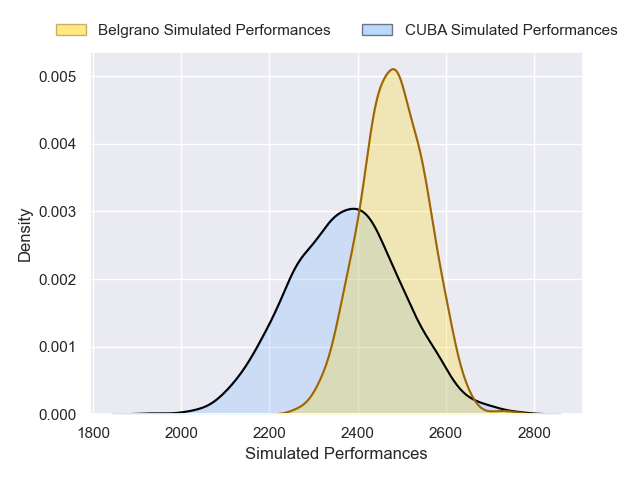 Belgrano Simulated Performances CUBA Simulated Performances
0.005
0.004
0.003
0.002
0.001
0.000
Density
1800 2000 2200 2400 2600 2800
Simulated Performances